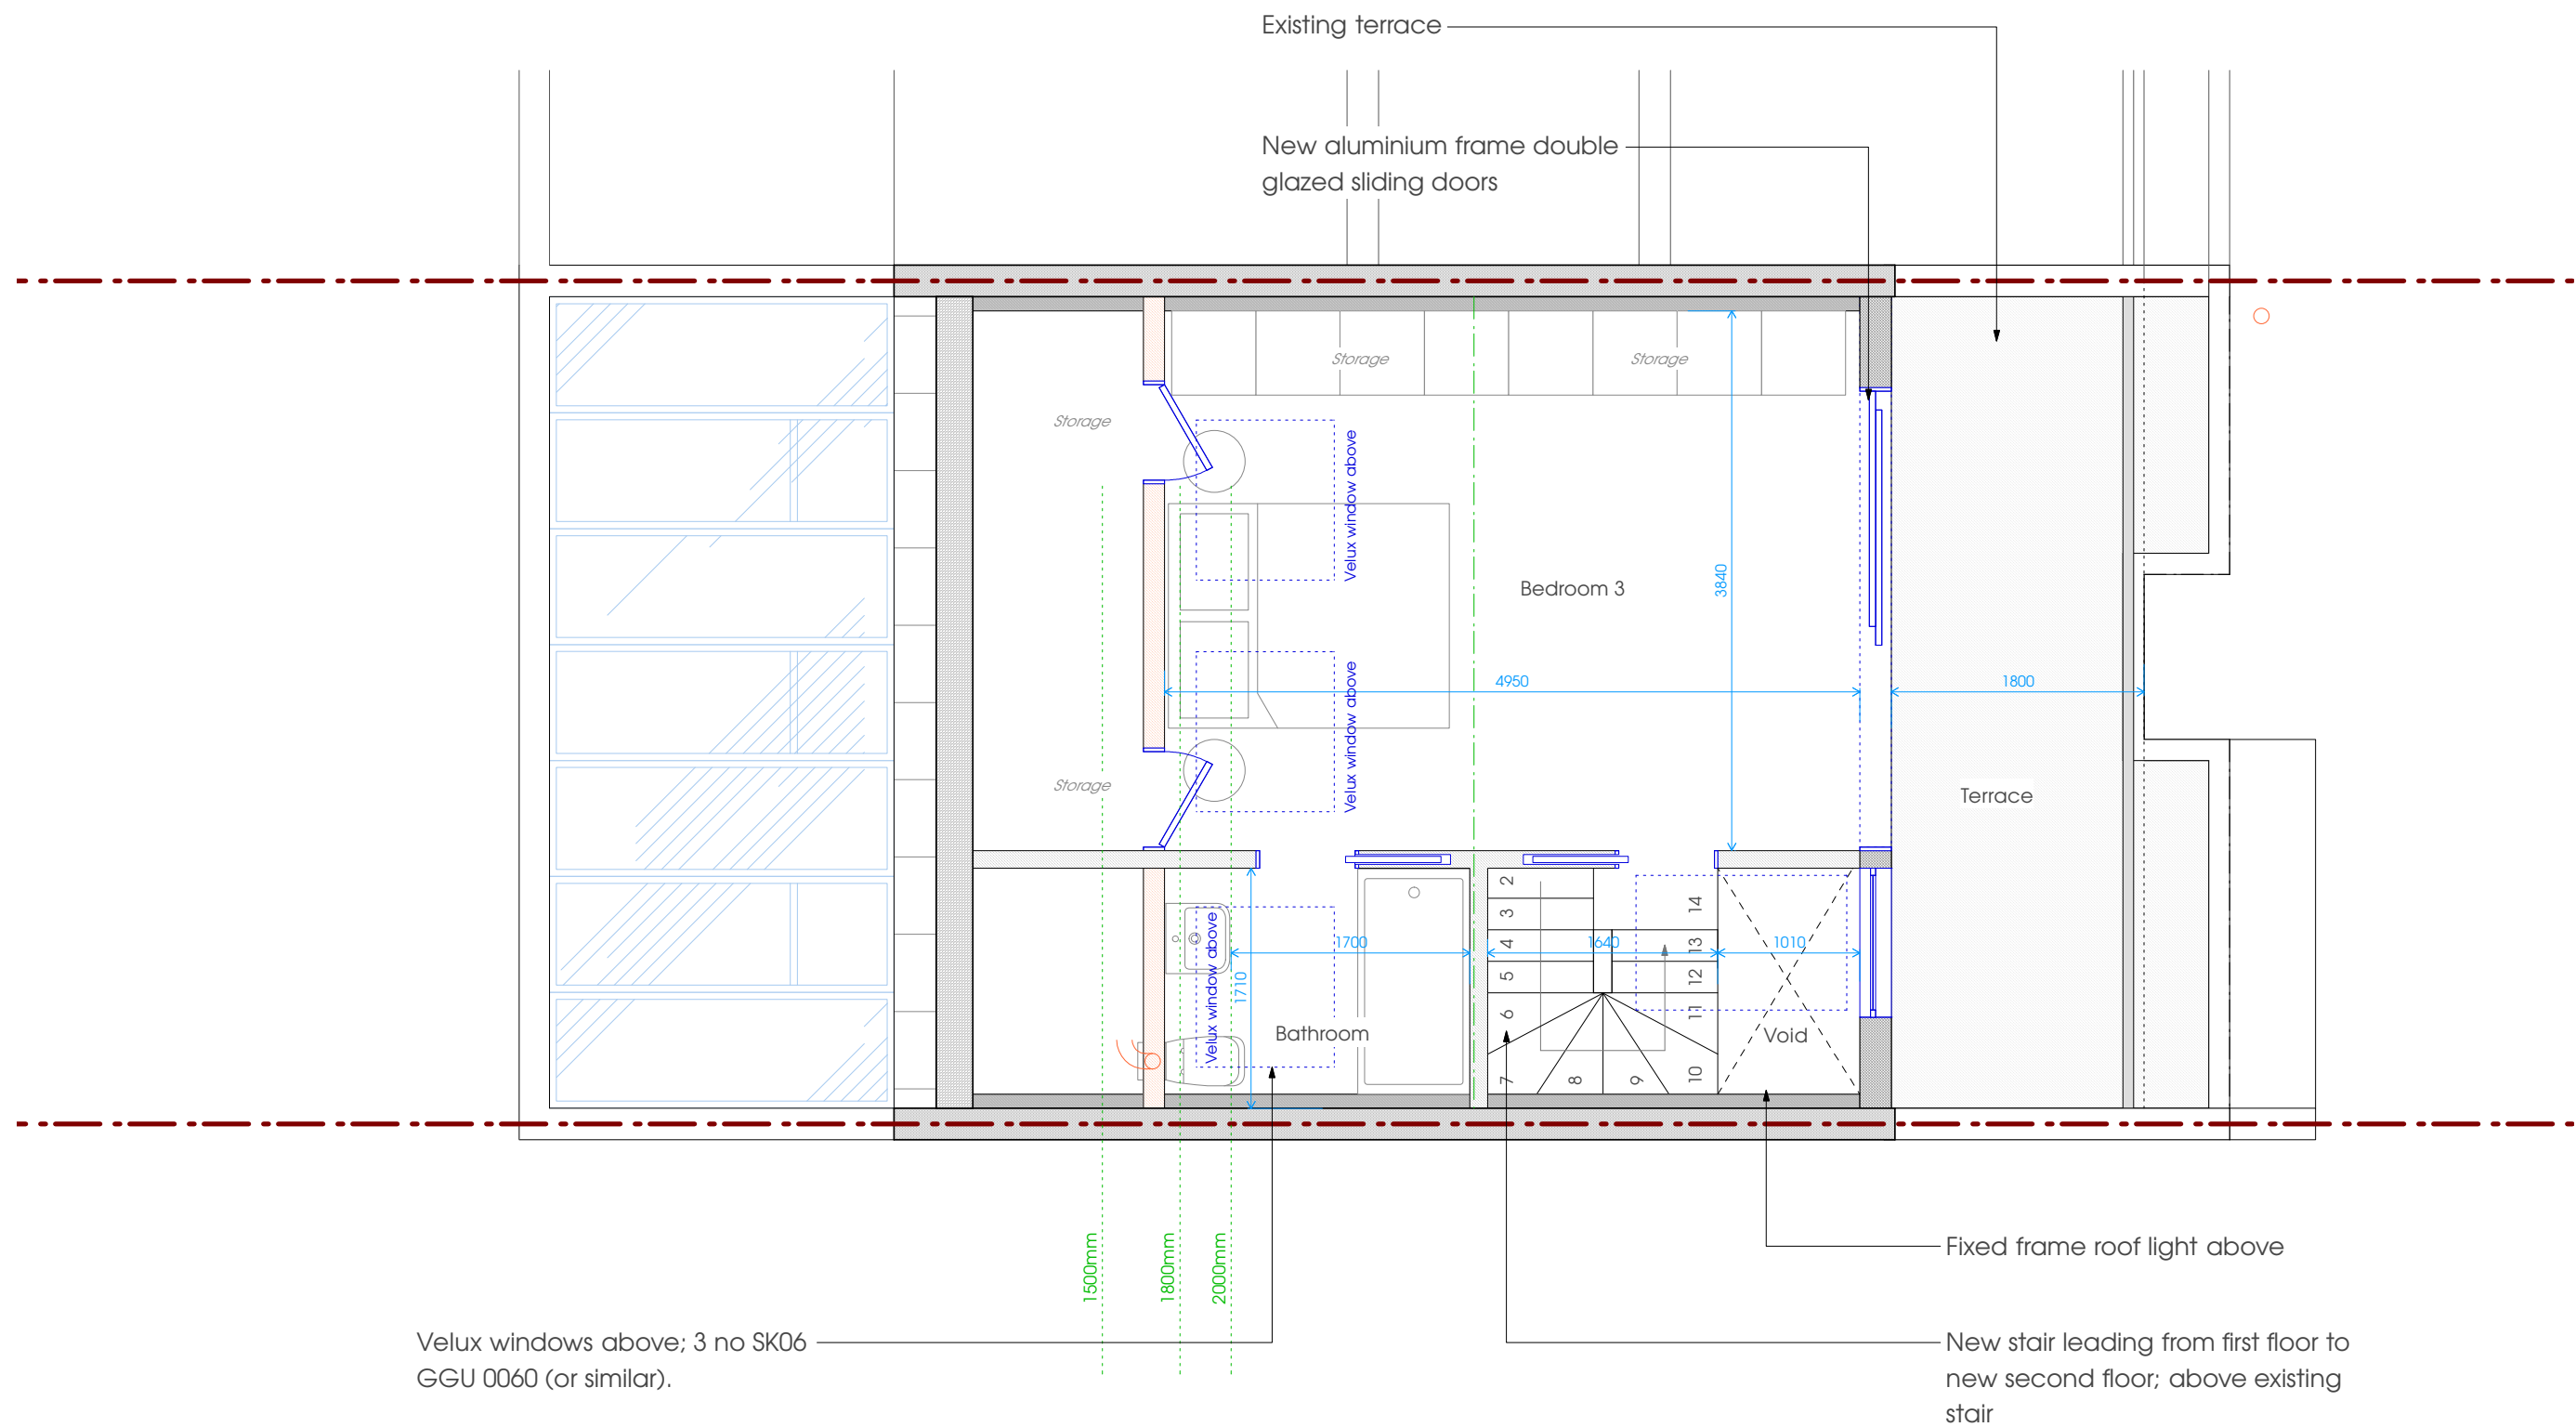 Existing terrace
New aluminium frame double
glazed sliding doors
Storage
Storage
Storage
Velux window above
Bedroom 3
3840
4950
1800
Velux window above
Storage
Terrace
2
3
4
5
6
7
8
9
10
11
12
13
14
1700
1640
1010
1710
Velux window above
Bathroom
Void
1500mm
1800mm
2000mm
Fixed frame roof light above
Velux windows above; 3 no SK06
GGU 0060 (or similar).
New stair leading from first floor to
new second floor; above existing
stair